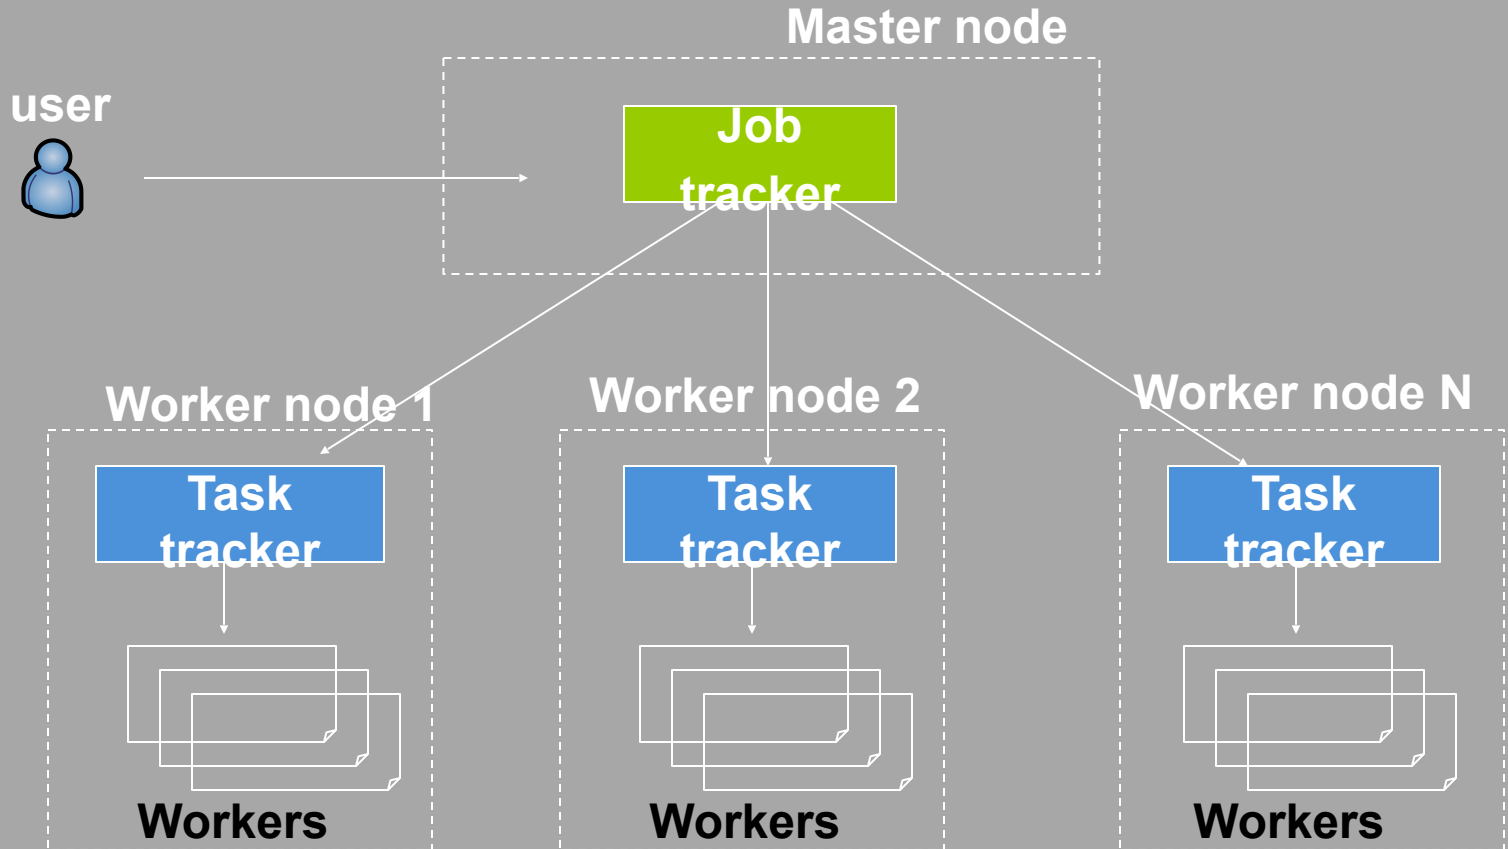 Master node
user
Job
tracker
Worker node 1
Worker node 2
Worker node N
Task
tracker
Task
tracker
Task
tracker
Workers
Workers
Workers